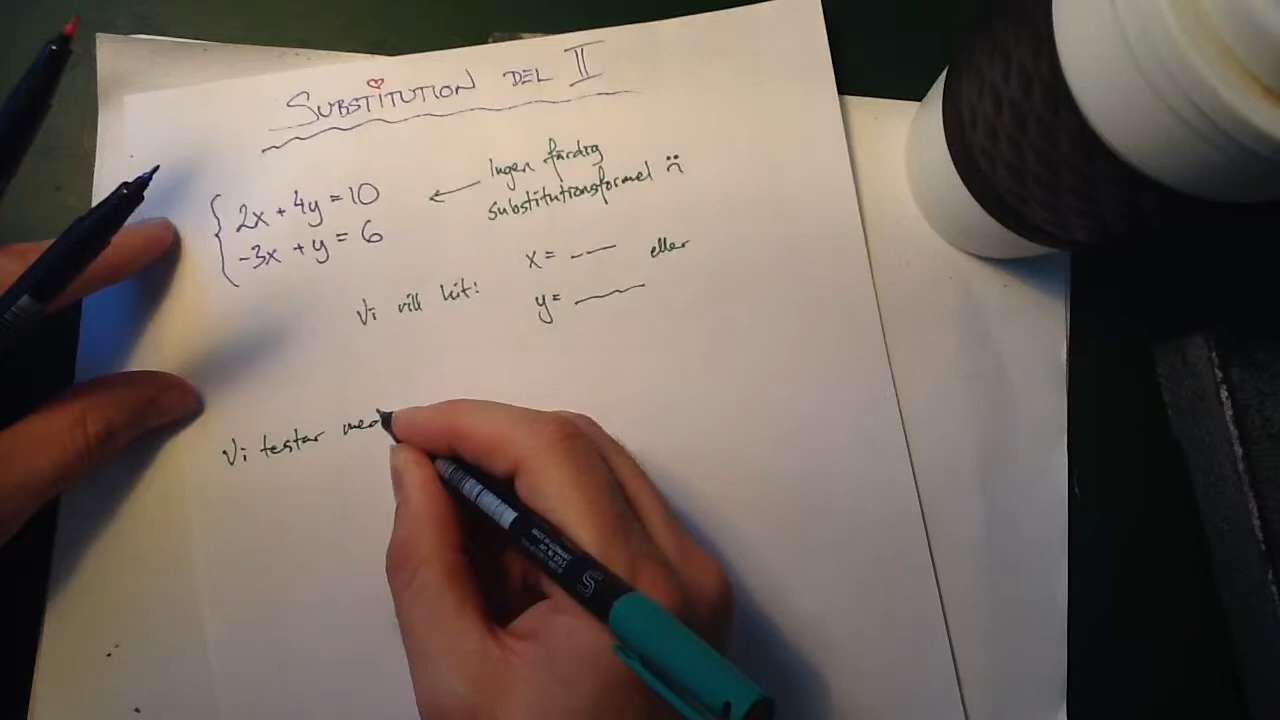 SUBSTITUTION DEL II
2x + 4y = 10
-3x + y = 6
Ingen färdig
substitutionsformel
Vi vill hit:
x = eller
y =
Vi testar med